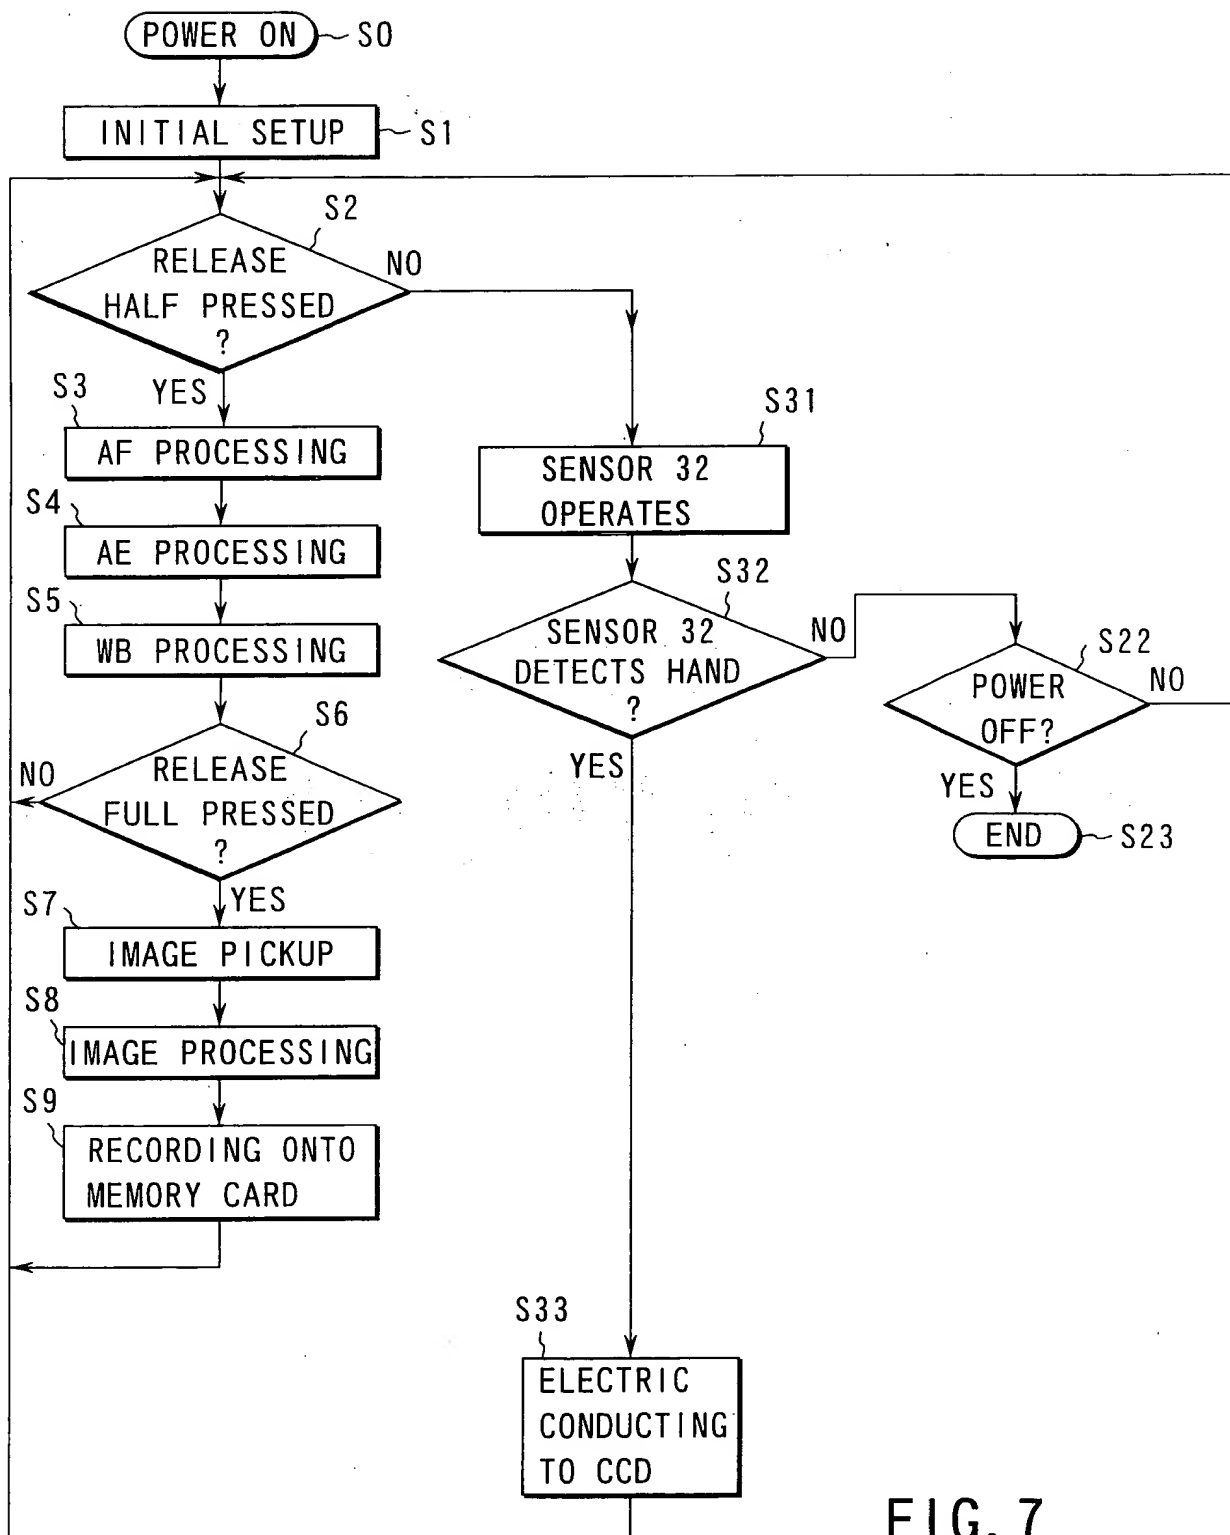 POWER ON
S0
INITIAL SETUP
S1
S2
RELEASE
HALF PRESSED
?
NO
YES
S3
AF PROCESSING
S4
AE PROCESSING
S5
WB PROCESSING
S6
RELEASE
FULL PRESSED
?
NO
YES
S7
IMAGE PICKUP
S8
IMAGE PROCESSING
S9
RECORDING ONTO
MEMORY CARD
S31
SENSOR 32
OPERATES
S32
SENSOR 32
DETECTS HAND
?
NO
YES
S22
POWER
OFF?
NO
YES
END
S23
S33
ELECTRIC
CONDUCTING
TO CCD
FIG. 7